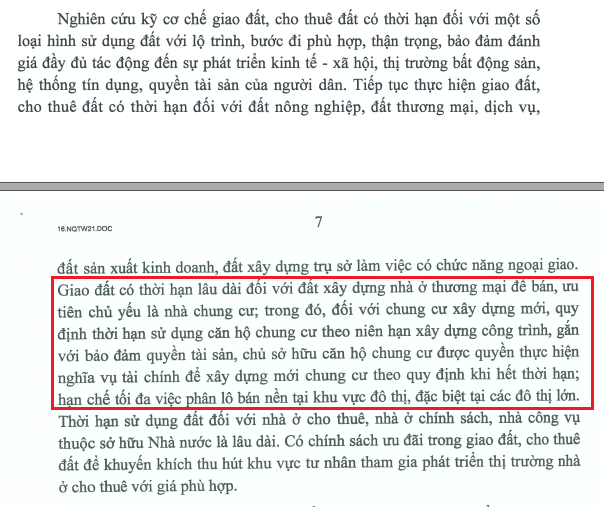 Nghiên cứu kỹ cơ chế giao đất, cho thuê đất có thời hạn đối với một số
loại hình sử dụng đất với lộ trình, bước đi phù hợp, thận trọng, bảo đảm đánh
giá đầy đủ tác động đến sự phát triển kinh tế - xã hội, thị trường bất động sản,
hệ thống tín dụng, quyền tài sản của người dân. Tiếp tục thực hiện giao đất,
cho thuê đất có thời hạn đối với đất nông nghiệp, đất thương mại, dịch vụ,
7
16.NQTW21.DOC
đất sản xuất kinh doanh, đất xây dựng trụ sở làm việc có chức năng ngoại giao.
Giao đất có thời hạn lâu dài đối với đất xây dựng nhà ở thương mại để bán, ưu
tiên chủ yếu là nhà chung cư; trong đó, đối với chung cư xây dựng mới, quy
định thời hạn sử dụng căn hộ chung cư theo niên hạn xây dựng công trình, gắn
với bảo đảm quyền tài sản, chủ sở hữu căn hộ chung cư được quyền thực hiện
nghĩa vụ tài chính để xây dựng mới chung cư theo quy định khi hết thời hạn;
hạn chế tối đa việc phân lô bán nền tại khu vực đô thị, đặc biệt tại các đô thị lớn.
Thời hạn sử dụng đất đối với nhà ở cho thuê, nhà ở chính sách, nhà công vụ
thuộc sở hữu Nhà nước là lâu dài. Có chính sách ưu đãi trong giao đất, cho thuê
đất để khuyến khích thu hút khu vực tư nhân tham gia phát triển thị trường nhà
ở cho thuê với giá phù hợp.